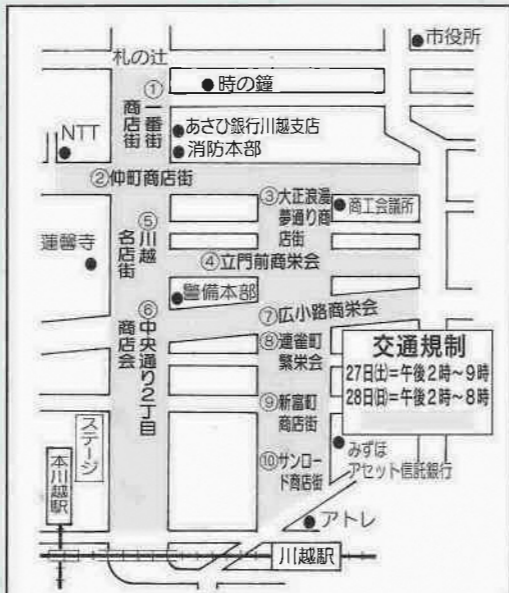 市役所
札の辻
時の鐘
①一番街
商店街
あさひ銀行川越支店
消防本部
NTT
②仲町商店街
③大正浪漫
夢通り商
店街
商工会議所
⑤川越
名店街
蓮馨寺
④立門前商栄会
警備本部
⑥中央通り2丁目
商店会
⑦広小路商栄会
⑧連雀町
繁栄会
交通規制
27日(土)=午後2時~9時
28日(日)=午後2時~8時
⑨新富町
商店街
みずほ
アセット信託銀行
⑩サンロー
ド商店街
ステージ
本川越駅
アトレ
川越駅